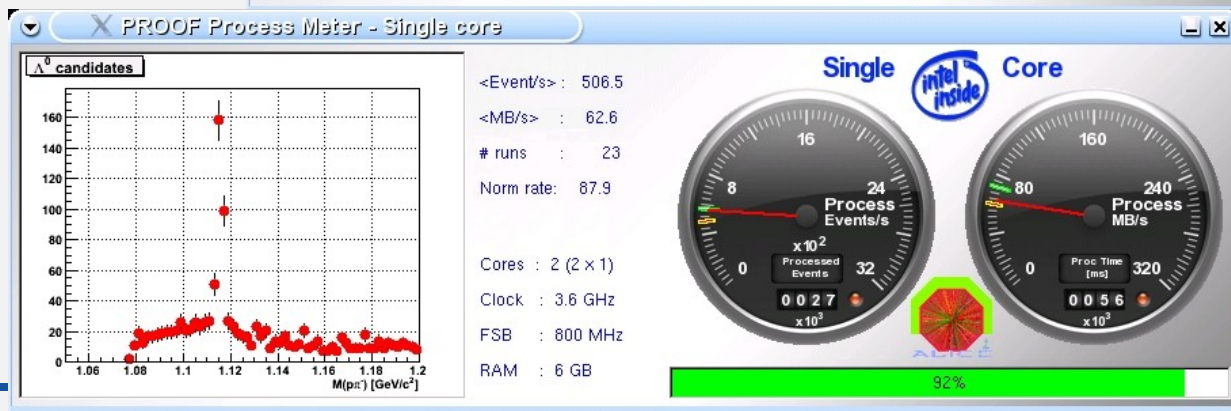 PROOF Process Meter - Single core
Λ⁰ candidates
160
140
120
100
80
60
40
20
0
1.06 1.08 1.1 1.12 1.14 1.16 1.18 1.2
M(pπ⁻) [GeV/c²]
<Event/s> : 506.5
<MB/s> : 62.6
# runs : 23
Norm rate: 87.9
Cores : 2 (2 x 1)
Clock : 3.6 GHz
FSB : 800 MHz
RAM : 6 GB
Single Core
intel inside
16
8 24
Process
Events/s
x10²
0 32
Processed Events
0027
x10³
160
80 240
Process
MB/s
0 320
Proc Time [ms]
0056
x10³
ALICE
92%